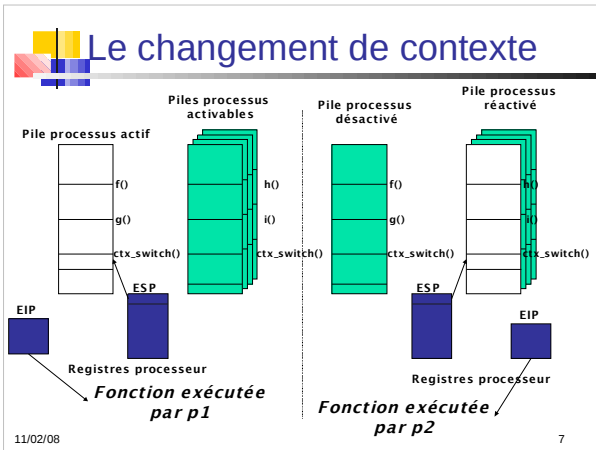 Le changement de contexte
Pile processus actif
Piles processus
activables
f()
g()
ctx_switch()
h()
i()
ctx_switch()
ESP
EIP
Registres processeur
Fonction exécutée
par p1
Pile processus
désactivé
Pile processus
réactivé
f()
g()
ctx_switch()
h()
i()
ctx_switch()
ESP
EIP
Registres processeur
Fonction exécutée
par p2
11/02/08
7